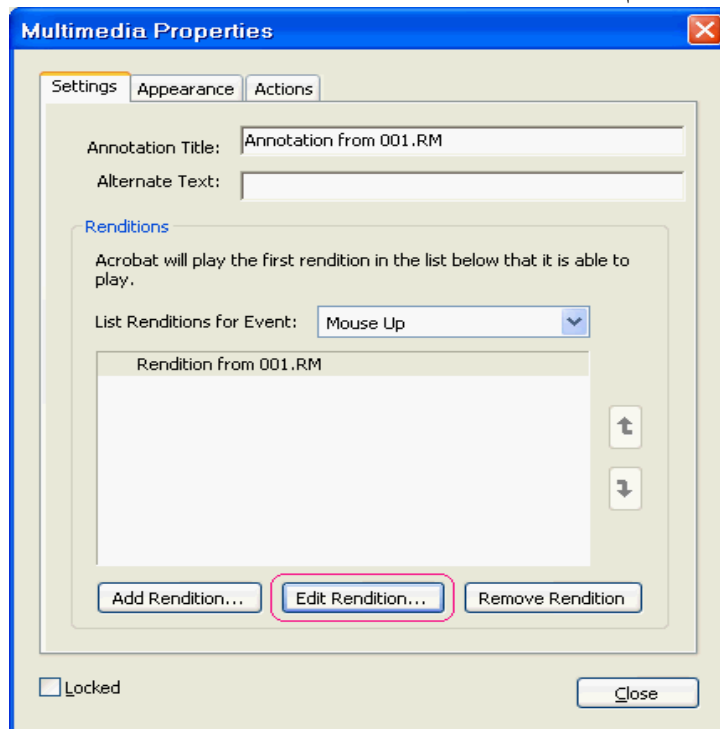 Multimedia Properties
Settings Appearance Actions
Annotation Title: Annotation from 001.RM
Alternate Text:
Renditions
Acrobat will play the first rendition in the list below that it is able to
play.
List Renditions for Event: Mouse Up
Rendition from 001.RM
Add Rendition... Edit Rendition... Remove Rendition
Locked Close